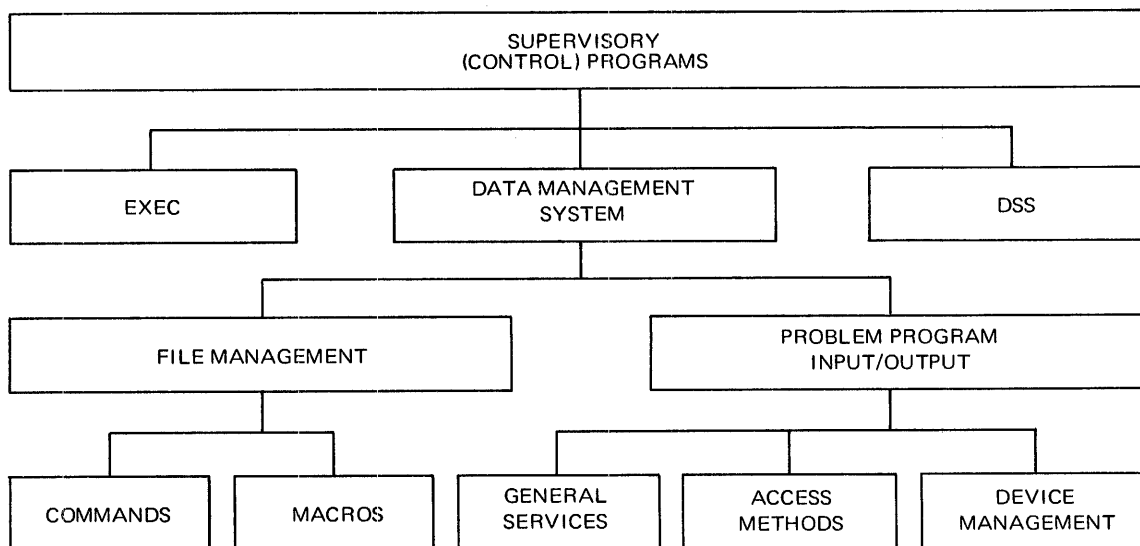 SUPERVISORY
(CONTROL) PROGRAMS
EXEC
DATA MANAGEMENT
SYSTEM
DSS
FILE MANAGEMENT
PROBLEM PROGRAM
INPUT/OUTPUT
COMMANDS
MACROS
GENERAL
SERVICES
ACCESS
METHODS
DEVICE
MANAGEMENT